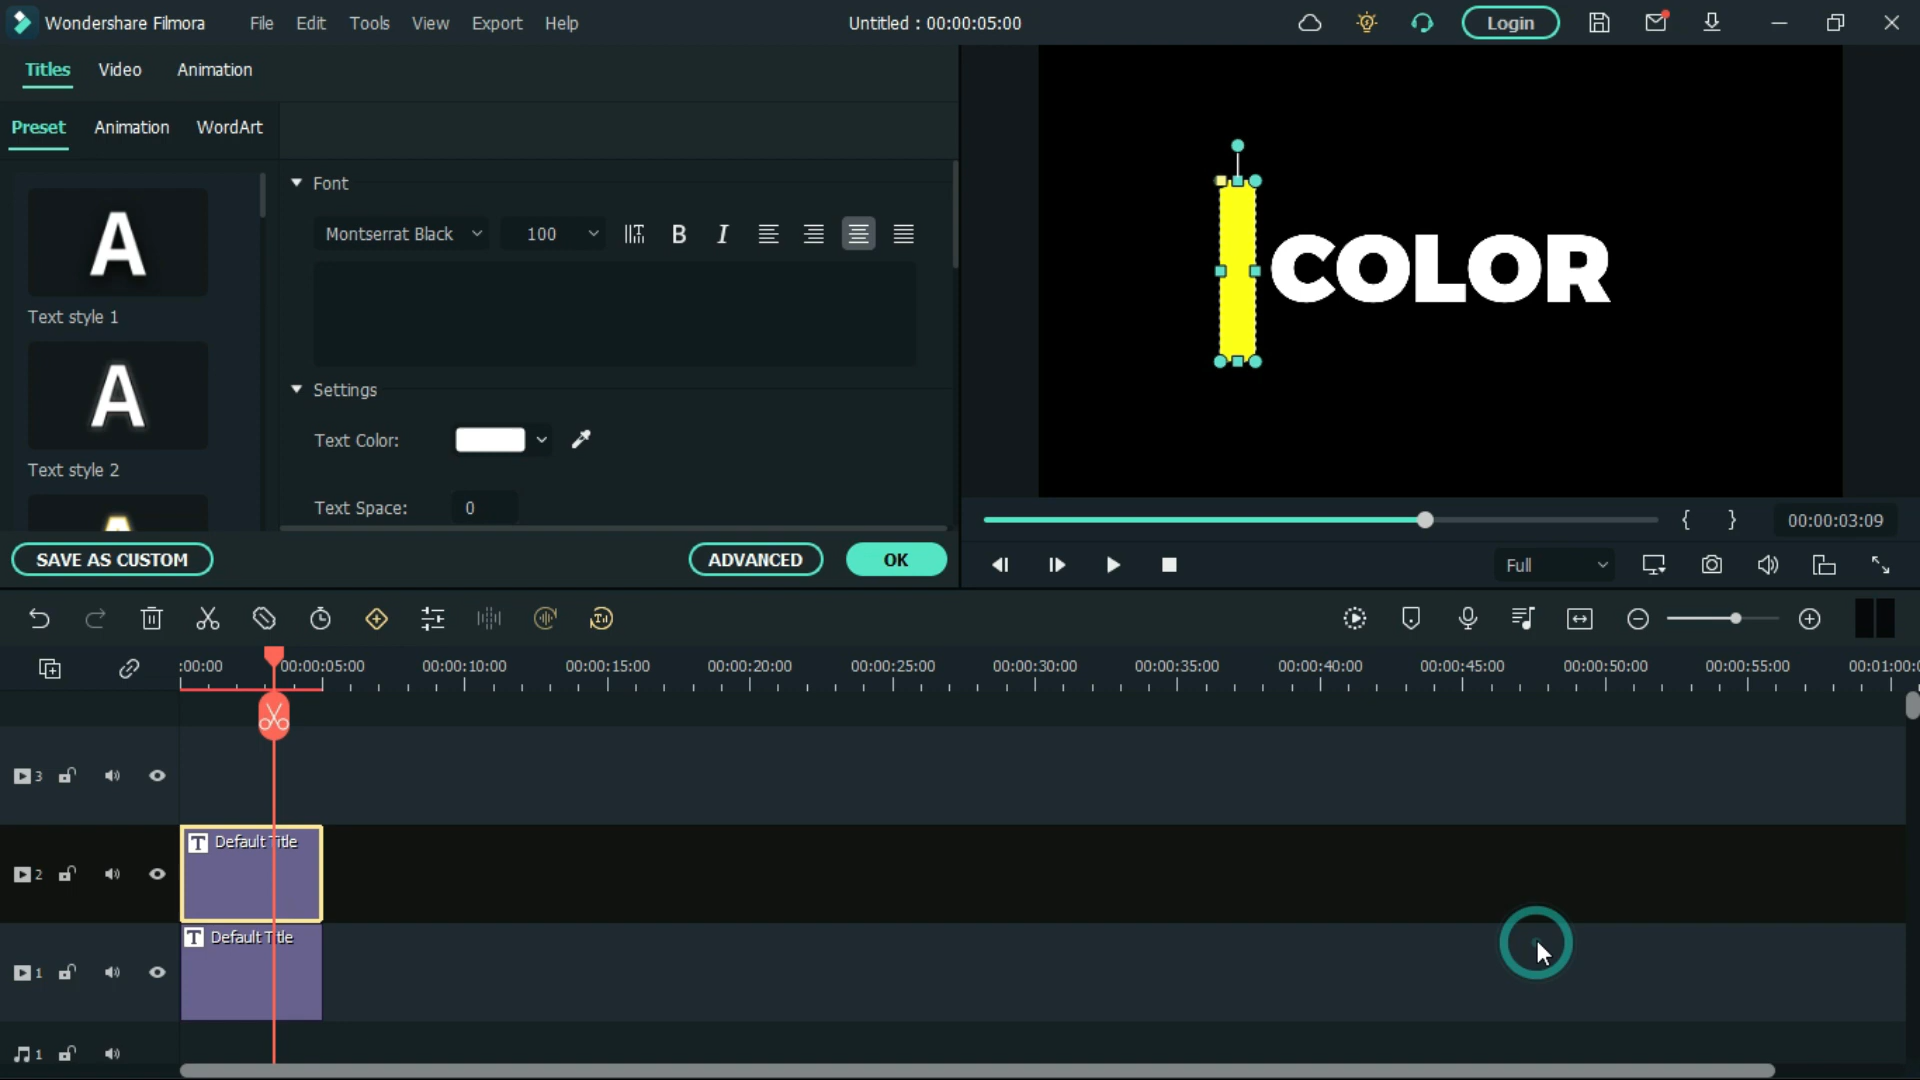 Wondershare Filmora
File Edit Tools View Export Help
Untitled : 00:00:05:00
Login
Titles Video Animation
Preset Animation WordArt
Font
Montserrat Black 100
B I
A
Text style 1
A
Text style 2
Settings
Text Color:
Text Space: 0
SAVE AS CUSTOM
ADVANCED
OK
COLOR
{ } 00:00:03:09
Full
:00:00 00:00:05:00 00:00:10:00 00:00:15:00 00:00:20:00 00:00:25:00 00:00:30:00 00:00:35:00 00:00:40:00 00:00:45:00 00:00:50:00 00:00:55:00 00:01:00:0
3
T Default Title
2
T Default Title
1
1